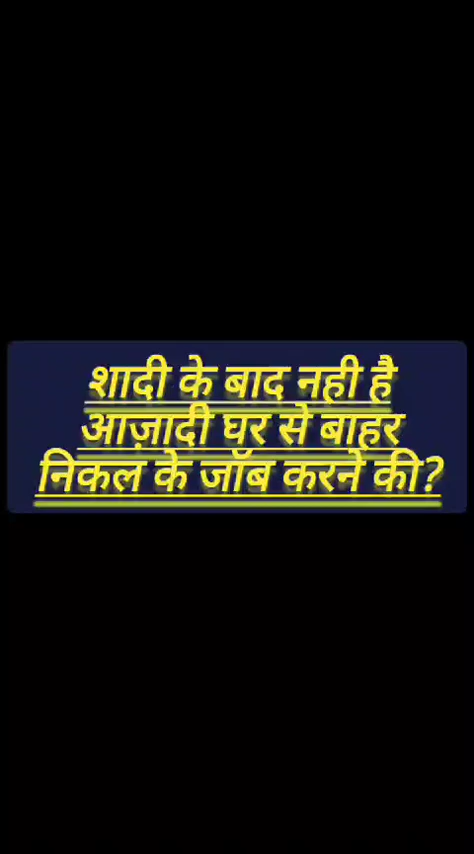 शादी के बाद नही है
आज़ादी घर से बाहर
निकल के जॉब करने की?